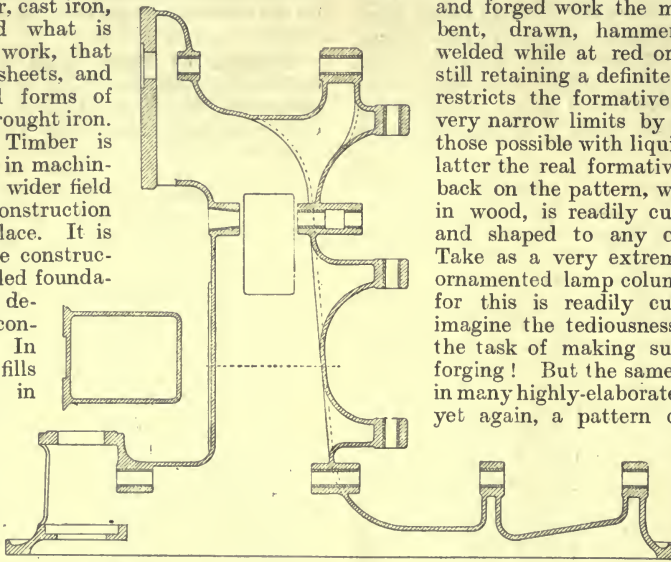 r, cast iron,
d what is
work, that
sheets, and
l forms of
rought iron.
Timber is
in machin-
wider field
onstruction
lace. It is
e construc-
led founda-
de-
con-
In
fills
in
and forged work the m
bent, drawn, hammer
welded while at red or
still retaining a definite
restricts the formative
very narrow limits by
those possible with liqui
latter the real formativ
back on the pattern, w
in wood, is readily cu
and shaped to any c
Take as a very extrem
ornamented lamp colum
for this is readily cu
imagine the tediousness
the task of making su
forging ! But the same
in many highly-elaborate
yet again, a pattern c